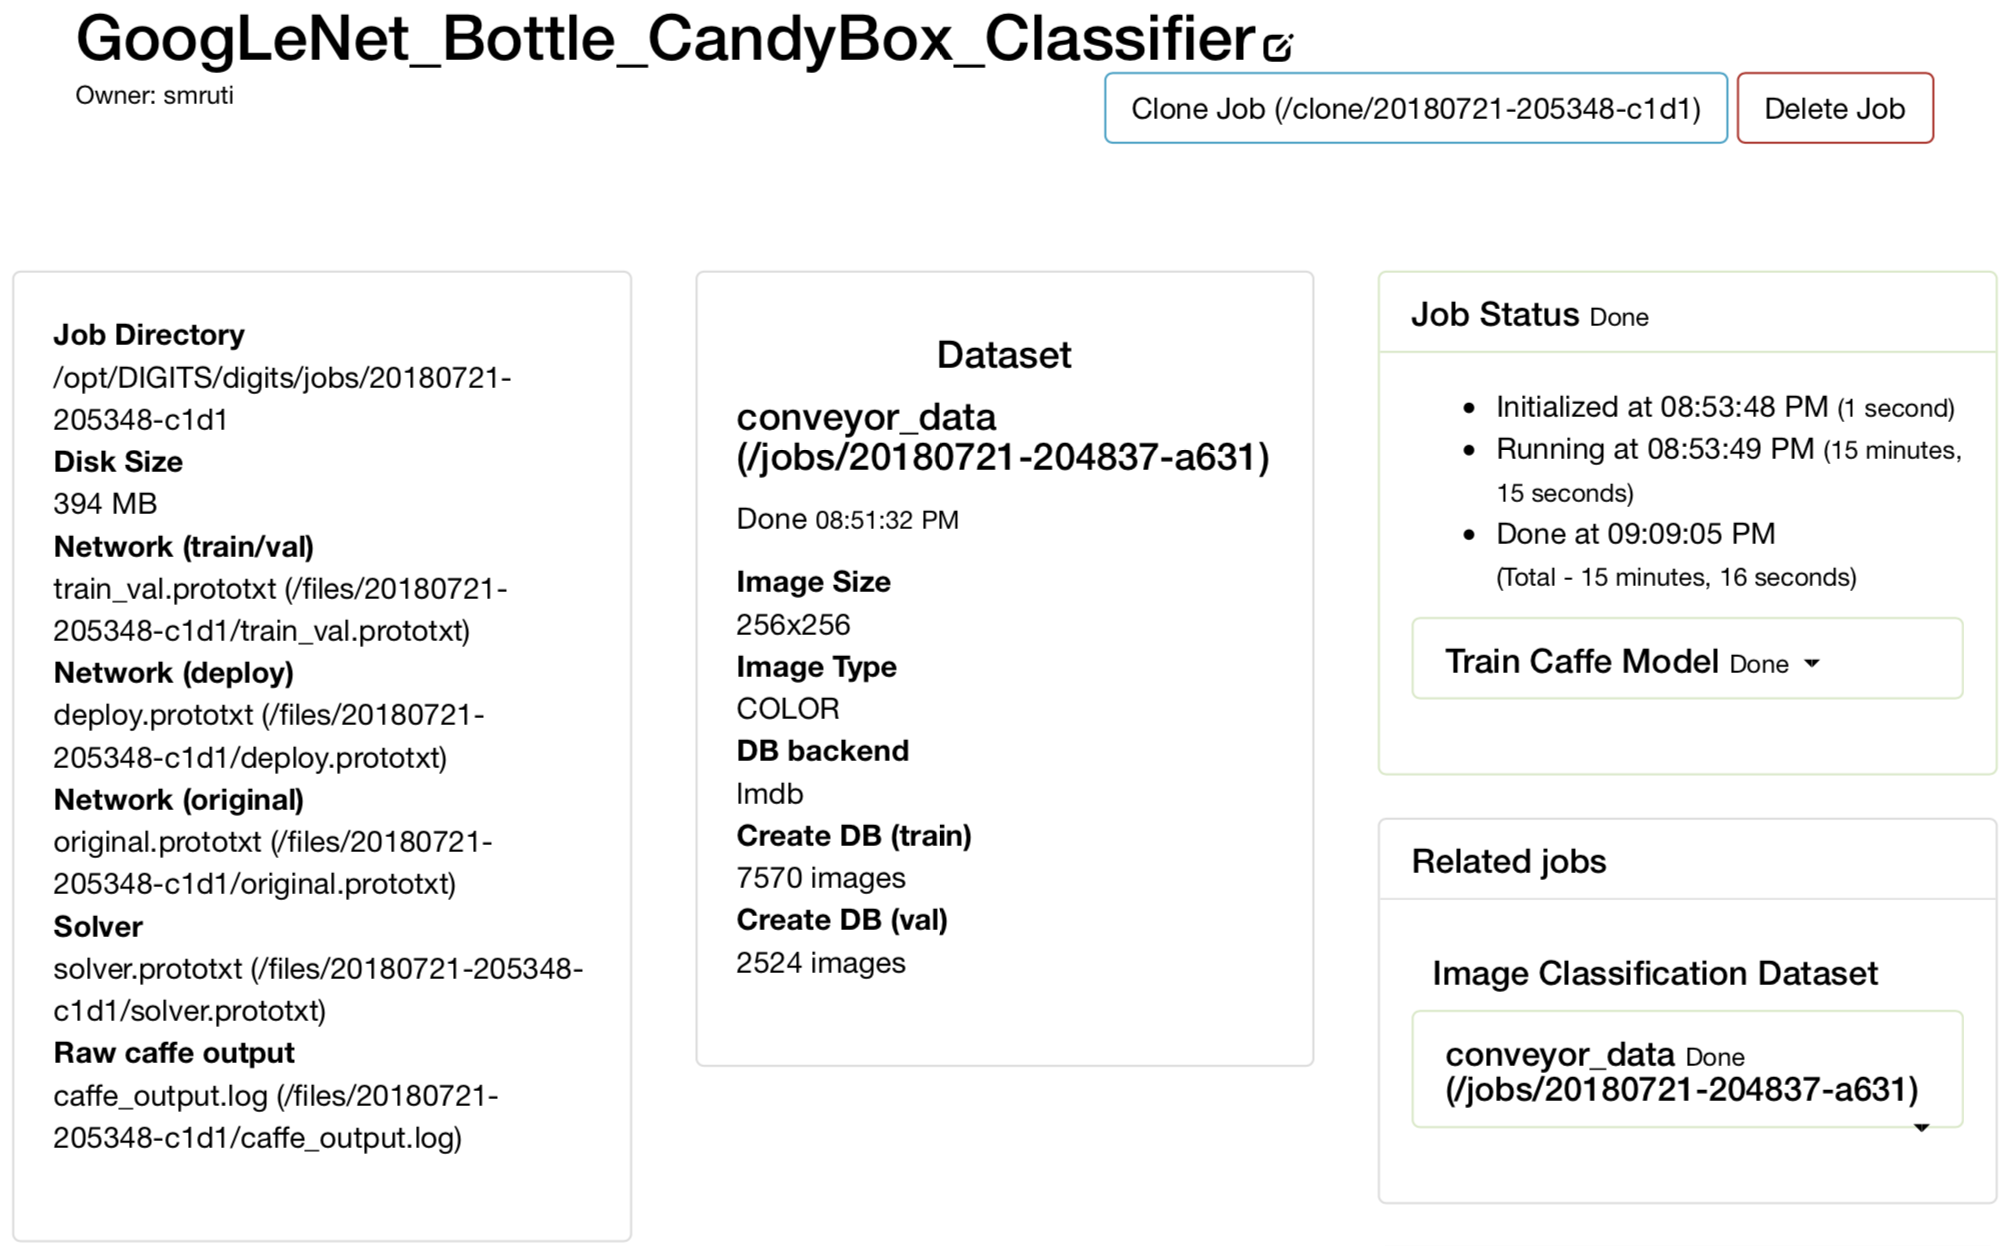 GoogLeNet_Bottle_CandyBox_Classifier
Owner: smruti
Clone Job (/clone/20180721-205348-c1d1)
Delete Job
Job Directory
/opt/DIGITS/digits/jobs/20180721-
205348-c1d1
Disk Size
394 MB
Network (train/val)
train_val.prototxt (/files/20180721-
205348-c1d1/train_val.prototxt)
Network (deploy)
deploy.prototxt (/files/20180721-
205348-c1d1/deploy.prototxt)
Network (original)
original.prototxt (/files/20180721-
205348-c1d1/original.prototxt)
Solver
solver.prototxt (/files/20180721-205348-
c1d1/solver.prototxt)
Raw caffe output
caffe_output.log (/files/20180721-
205348-c1d1/caffe_output.log)
Dataset
conveyor_data
(/jobs/20180721-204837-a631)
Done 08:51:32 PM
Image Size
256x256
Image Type
COLOR
DB backend
lmdb
Create DB (train)
7570 images
Create DB (val)
2524 images
Job Status Done
• Initialized at 08:53:48 PM (1 second)
• Running at 08:53:49 PM (15 minutes,
15 seconds)
• Done at 09:09:05 PM
(Total - 15 minutes, 16 seconds)
Train Caffe Model Done
Related jobs
Image Classification Dataset
conveyor_data Done
(/jobs/20180721-204837-a631)